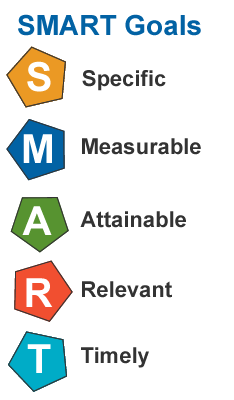 SMART Goals
S Specific
M Measurable
A Attainable
R Relevant
T Timely